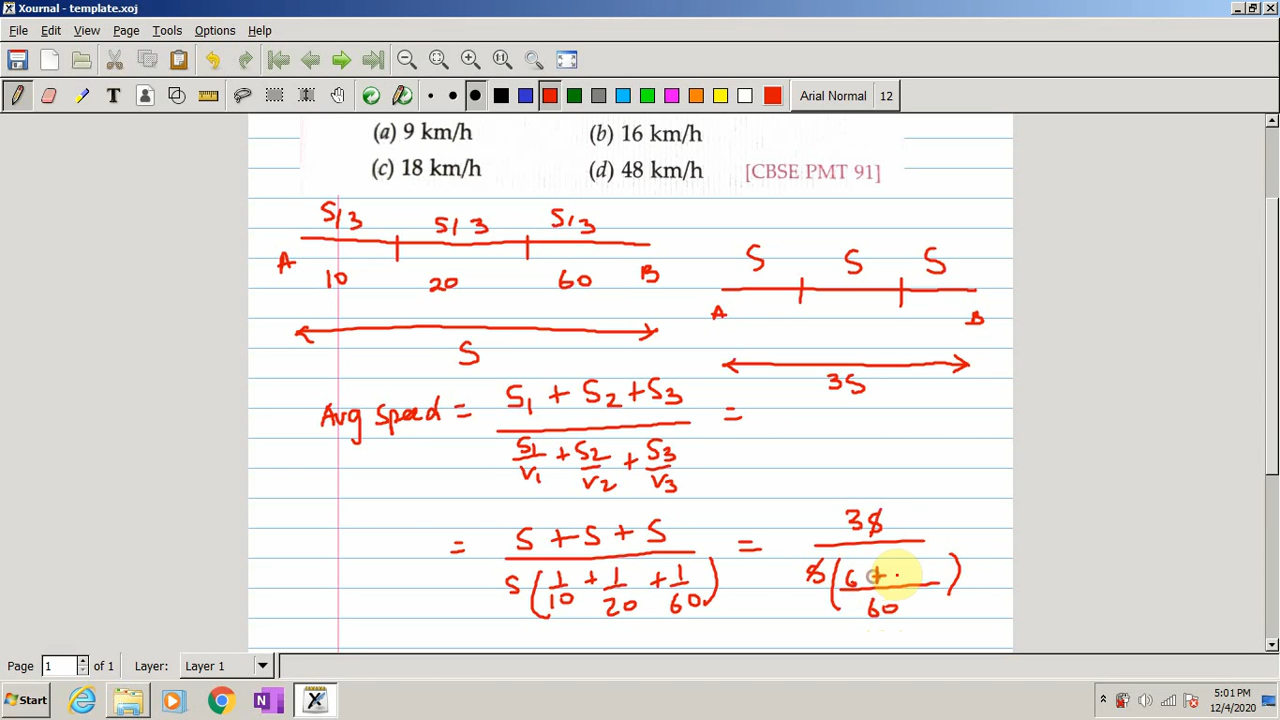 Xournal - template.xoj
File Edit View Page Tools Options Help
Arial Normal 12
(a) 9 km/h (b) 16 km/h
(c) 18 km/h (d) 48 km/h [CBSE PMT 91]
S/3 S/3 S/3
A 10 20 60 B
S
S S S
A B
3S
Avg Speed = S1 + S2 + S3 =
S1/V1 + S2/V2 + S3/V3
= S + S + S = 3S
S(1/10 + 1/20 + 1/60) S(6 +
60)
Page 1 of 1 Layer: Layer 1
Start 5:01 PM
12/4/2020